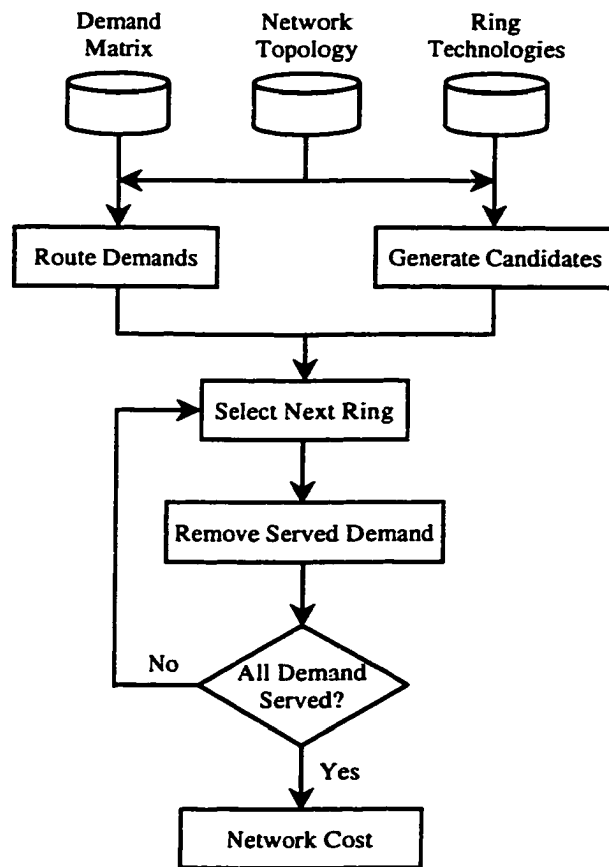 Demand
Matrix
Network
Topology
Ring
Technologies
Route Demands
Generate Candidates
Select Next Ring
Remove Served Demand
No
All Demand
Served?
Yes
Network Cost